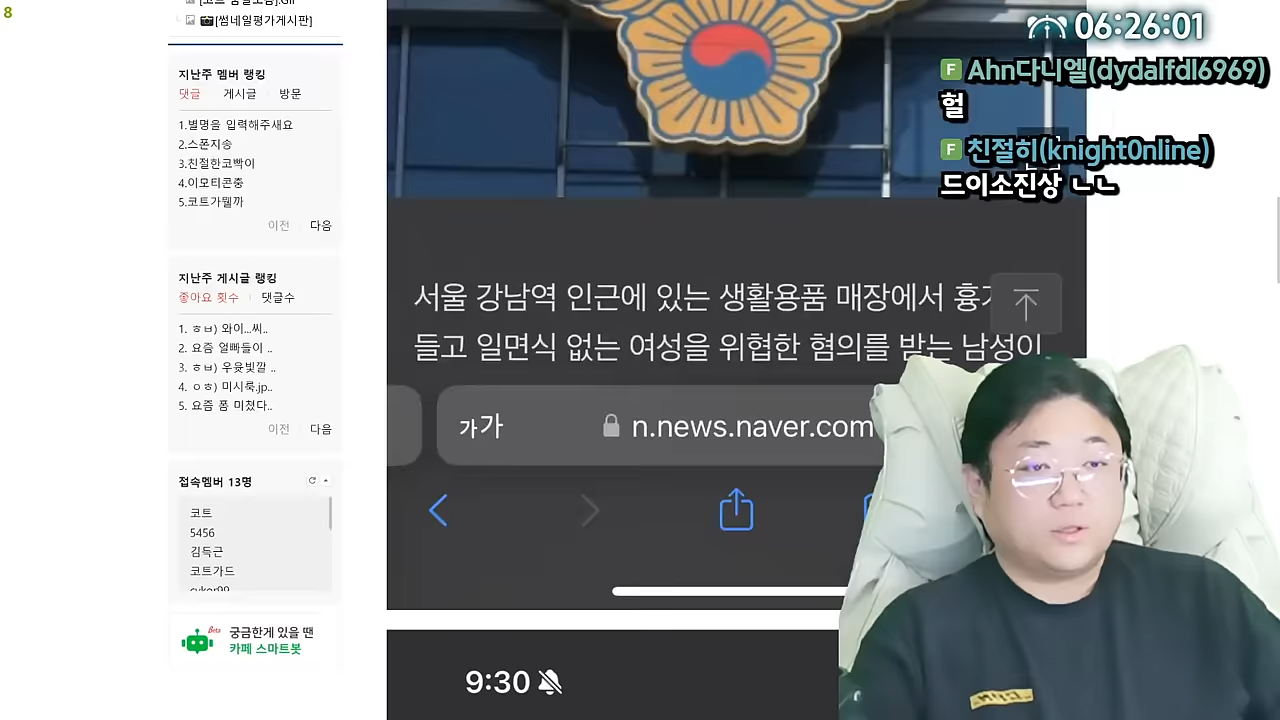 8
[썸네일평가게시판]
지난주 멤버 랭킹
댓글 게시글 방문
1.별명을 입력해주세요
2.스폰지송
3.친절한코빡이
4.이모티콘중
5.코트가뭘까
이전 다음
지난주 게시글 랭킹
좋아요 횟수 댓글수
1. ㅎㅂ) 와이...씨..
2. 요즘 얼빠들이 ..
3. ㅎㅂ) 우윳빛깔 ..
4. ㅇㅎ) 미시룩.jp..
5. 요즘 폼 미쳤다..
이전 다음
접속멤버 13명
코트
5456
김득근
코트가드
Beta
궁금한게 있을 땐
카페 스마트봇
서울 강남역 인근에 있는 생활용품 매장에서
들고 일면식 없는 여성을 위협한 혐의를 받는 남성이
가가
n.news.naver.com
9:30
06:26:01
F Ahn다니엘(dydalfdl6969)
헐
F 친절히(knight0nline)
드이소진상 ㄴㄴ